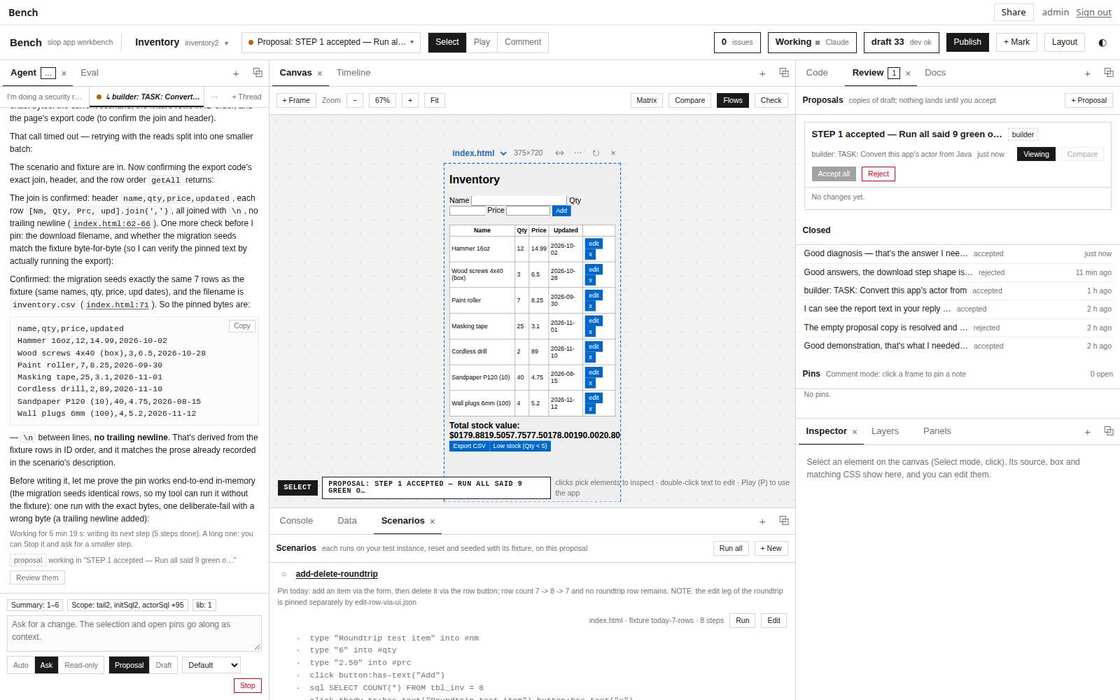 Bench
Share
admin
Sign out
Bench slop app workbench
Inventory inventory2
Proposal: STEP 1 accepted — Run al…
Select
Play
Comment
0 issues
Working Claude
draft 33 dev ok
Publish
+ Mark
Layout
Agent …
Eval
I'm doing a security r…
↳ builder: TASK: Convert…
…
+ Thread
the page's export code (to confirm the join and header).
That call timed out — retrying with the reads split into one smaller
batch:
The scenario and fixture are in. Now confirming the export code's
exact join, header, and the row order getAll returns:
The join is confirmed: header name,qty,price,updated, each
row [Nm, Qty, Prc, upd].join(','), all joined with \n, no
trailing newline (index.html:62-66). One more check before I
pin: the download filename, and whether the migration seeds
match the fixture byte-for-byte (so I can verify the pinned text by
actually running the export):
Confirmed: the migration seeds exactly the same 7 rows as the
fixture (same names, qty, price, upd dates), and the filename is
inventory.csv (index.html:71). So the pinned bytes are:
Copy
name,qty,price,updated
Hammer 16oz,12,14.99,2026-10-02
Wood screws 4x40 (box),3,6.5,2026-10-28
Paint roller,7,8.25,2026-09-30
Masking tape,25,3.1,2026-11-01
Cordless drill,2,89,2026-11-10
Sandpaper P120 (10),40,4.75,2026-08-15
Wall plugs 6mm (100),4,5.2,2026-11-12
— \n between lines, no trailing newline. That's derived from the
fixture rows in ID order, and it matches the prose already recorded
in the scenario's description.
Before writing it, let me prove the pin works end-to-end in-memory
(the migration seeds identical rows, so my tool can run it without
the fixture): one run with the exact bytes, one deliberate-fail with a
wrong byte (a trailing newline added):
Working for 5 min 19 s: writing its next step (5 steps done). A long one: you
can Stop it and ask for a smaller step.
proposal working in "STEP 1 accepted — Run all said 9 green o…"
Review them
Summary: 1–6
Scope: tail2, initSql2, actorSql +95
lib: 1
Ask for a change. The selection and open pins go along as
context.
Auto
Ask
Read-only
Proposal
Draft
Default
Stop
Canvas
Timeline
+ Frame
Zoom
−
67%
+
Fit
Matrix
Compare
Flows
Check
index.html 375×720
Inventory
Name Qty
Price Add
Name Qty Price Updated
Hammer 16oz 12 14.99 2026-10-02 edit x
Wood screws 4x40 (box) 3 6.5 2026-10-28 edit x
Paint roller 7 8.25 2026-09-30 edit x
Masking tape 25 3.1 2026-11-01 edit x
Cordless drill 2 89 2026-11-10 edit x
Sandpaper P120 (10) 40 4.75 2026-08-15 edit x
Wall plugs 6mm (100) 4 5.2 2026-11-12 edit x
Total stock value:
$0179.8819.5057.7577.50178.00190.0020.80
Export CSV
Low stock (Qty < 5)
SELECT
PROPOSAL: STEP 1 ACCEPTED — RUN ALL SAID 9
GREEN O…
clicks pick elements to inspect · double-click text to edit · Play (P) to use
the app
Console
Data
Scenarios
Scenarios each runs on your test instance, reset and seeded with its fixture, on this proposal
Run all
+ New
add-delete-roundtrip
Pin today: add an item via the form, then delete it via the row button; row count 7 -> 8 -> 7 and no roundtrip row remains. NOTE: the edit leg of the roundtrip
is pinned separately by edit-row-via-ui.json
index.html · fixture today-7-rows · 8 steps
Run
Edit
· type "Roundtrip test item" into #nm
· type "6" into #qty
· type "2.50" into #prc
· click button:has-text("Add")
· sql SELECT COUNT(*) FROM tbl_inv = 8
Code
Review 1
Docs
Proposals copies of draft; nothing lands until you accept
+ Proposal
STEP 1 accepted — Run all said 9 green o… builder
builder: TASK: Convert this app's actor from Java just now
Viewing
Compare
Accept all
Reject
No changes yet.
Closed
Good diagnosis — that's the answer I nee… accepted just now
Good answers, the download step shape is… rejected 11 min ago
builder: TASK: Convert this app's actor from accepted 1 h ago
I can see the report text in your reply … accepted 2 h ago
The empty proposal copy is resolved and … rejected 2 h ago
Good demonstration, that's what I needed… accepted 2 h ago
Pins Comment mode: click a frame to pin a note 0 open
No pins.
Inspector
Layers
Panels
Select an element on the canvas (Select mode, click). Its source, box and
matching CSS show here, and you can edit them.